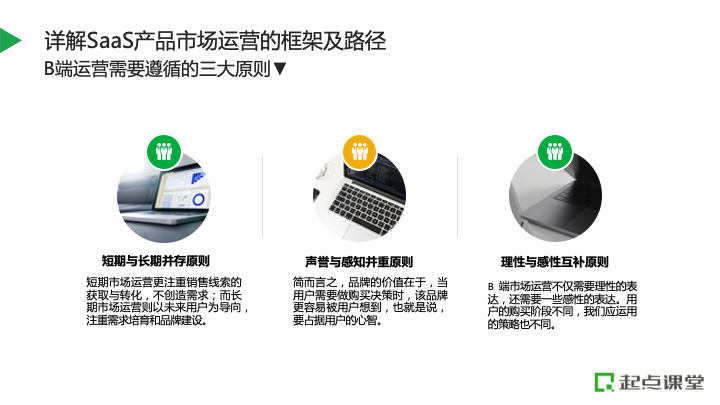 详解SaaS产品市场运营的框架及路径
B端运营需要遵循的三大原则▼
短期与长期并存原则
短期市场运营更注重销售线索的
获取与转化，不创造需求；而长
期市场运营则以未来用户为导向，
注重需求培育和品牌建设。
声誉与感知并重原则
简而言之，品牌的价值在于，当
用户需要做购买决策时，该品牌
更容易被用户想到，也就是说，
要占据用户的心智。
理性与感性互补原则
B 端市场运营不仅需要理性的表
达，还需要一些感性的表达。用
户的购买阶段不同，我们应运用
的策略也不同。
起点课堂